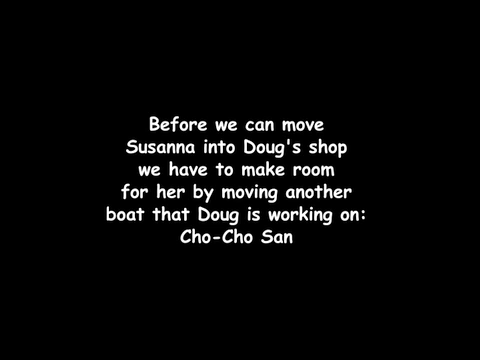 Before we can move
Susanna into Doug's shop
we have to make room
for her by moving another
boat that Doug is working on:
Cho-Cho San